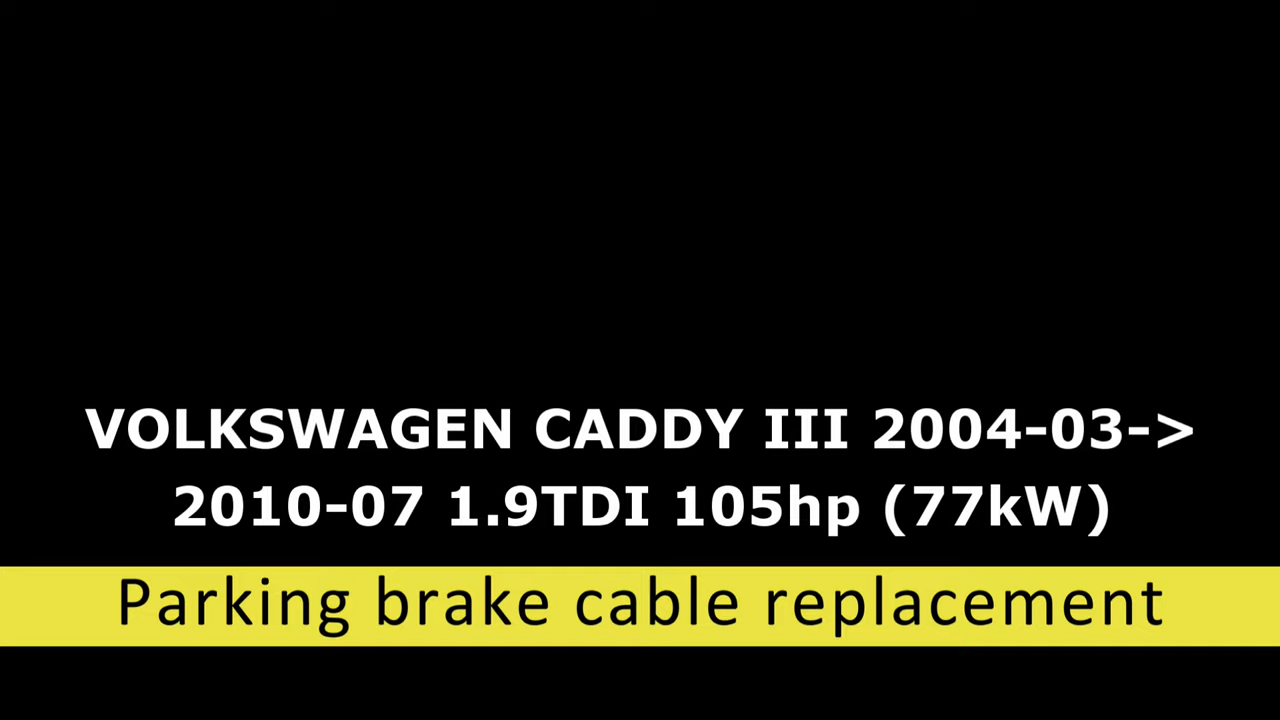 VOLKSWAGEN CADDY III 2004-03->
2010-07 1.9TDI 105hp (77kW)
Parking brake cable replacement